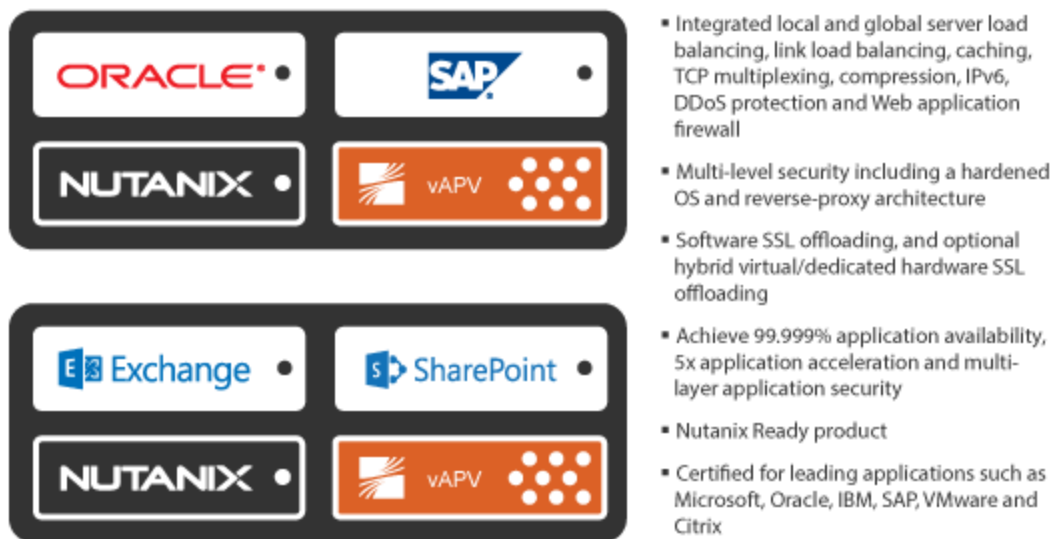 ORACLE
SAP
NUTANIX
vAPV
E Exchange
S SharePoint
NUTANIX
vAPV
▪ Integrated local and global server load
balancing, link load balancing, caching,
TCP multiplexing, compression, IPv6,
DDoS protection and Web application
firewall
▪ Multi-level security including a hardened
OS and reverse-proxy architecture
▪ Software SSL offloading, and optional
hybrid virtual/dedicated hardware SSL
offloading
▪ Achieve 99.999% application availability,
5x application acceleration and multi-
layer application security
▪ Nutanix Ready product
▪ Certified for leading applications such as
Microsoft, Oracle, IBM, SAP, VMware and
Citrix